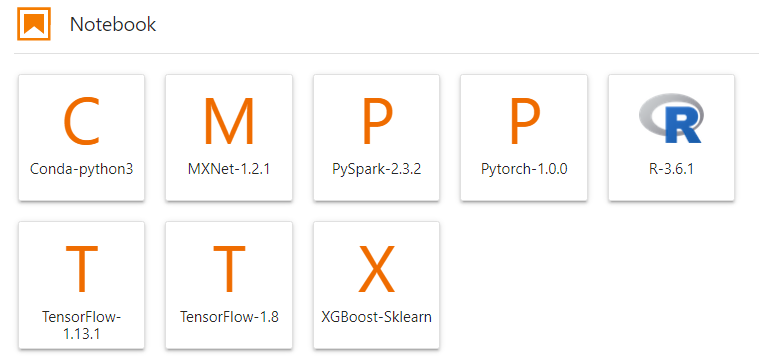 Notebook
C
M
P
P
R
Conda-python3
MXNet-1.2.1
PySpark-2.3.2
Pytorch-1.0.0
R-3.6.1
T
T
X
TensorFlow-
1.13.1
TensorFlow-1.8
XGBoost-Sklearn